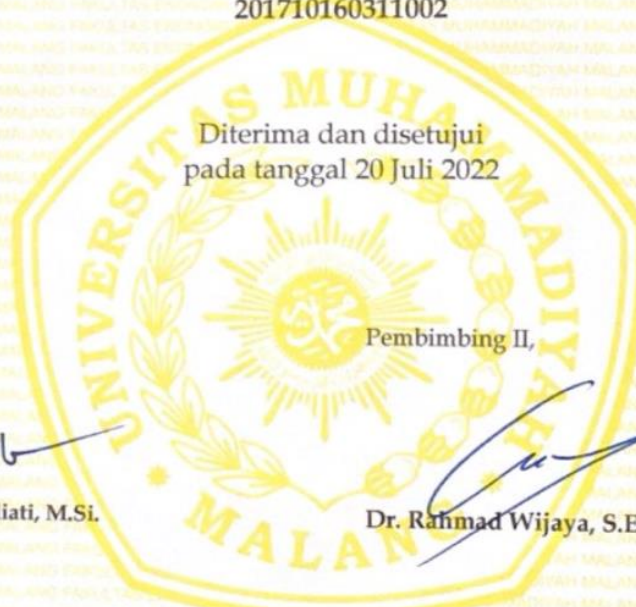 201710160311002
UNIVERSITAS MUHAMMADIYAH
Diterima dan disetujui
pada tanggal 20 Juli 2022
Pembimbing II,
iati, M.Si.
Dr. Rahmad Wijaya, S.E
MALANG